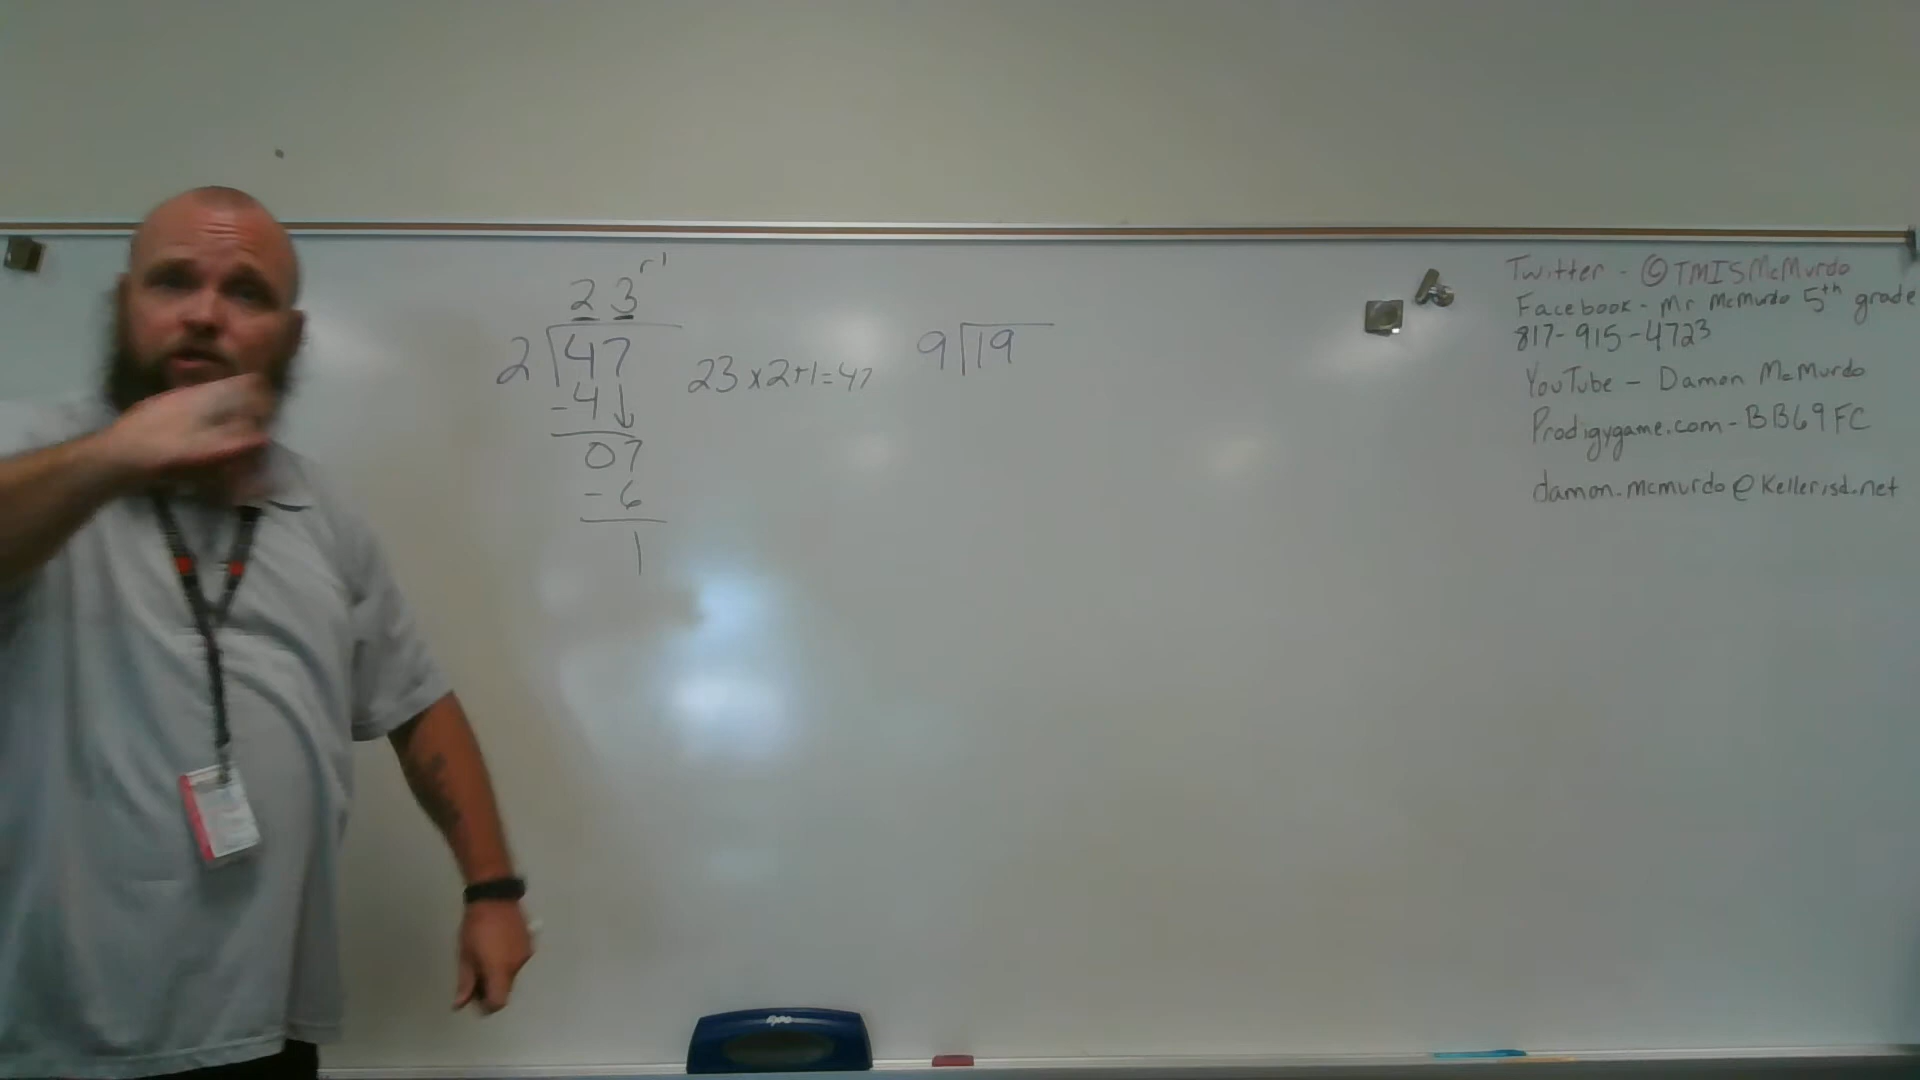 23 r1
2 47
-4
07
-6
1
23 x 2 + 1 = 47
9 19
Twitter - @TMISMcMurdo
Facebook - Mr McMurdo 5th grade
817-915-4723
YouTube - Damon McMurdo
Prodigygame.com - BB69FC
damon.mcmurdo@kellerisd.net
expo